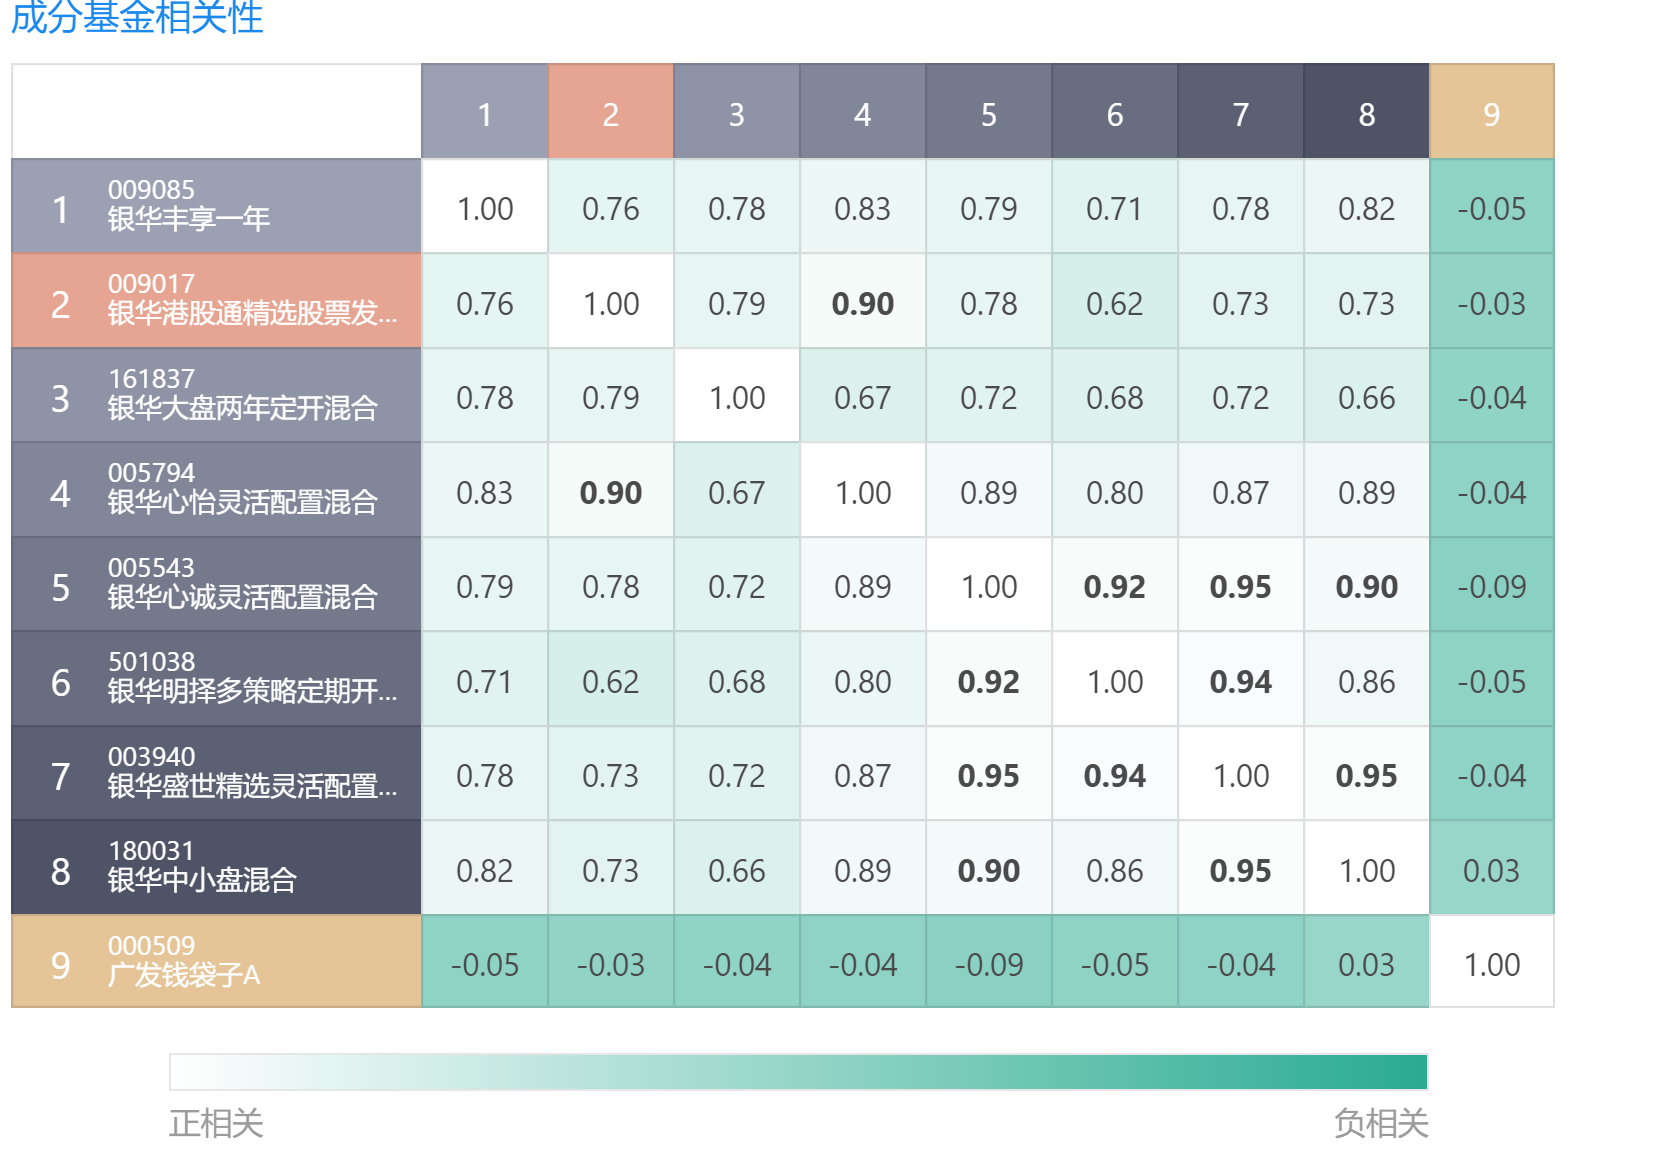 成分基金相关性
1 2 3 4 5 6 7 8 9
1 009085 银华丰享一年 1.00 0.76 0.78 0.83 0.79 0.71 0.78 0.82 -0.05
2 009017 银华港股通精选股票发... 0.76 1.00 0.79 0.90 0.78 0.62 0.73 0.73 -0.03
3 161837 银华大盘两年定开混合 0.78 0.79 1.00 0.67 0.72 0.68 0.72 0.66 -0.04
4 005794 银华心怡灵活配置混合 0.83 0.90 0.67 1.00 0.89 0.80 0.87 0.89 -0.04
5 005543 银华心诚灵活配置混合 0.79 0.78 0.72 0.89 1.00 0.92 0.95 0.90 -0.09
6 501038 银华明择多策略定期开... 0.71 0.62 0.68 0.80 0.92 1.00 0.94 0.86 -0.05
7 003940 银华盛世精选灵活配置... 0.78 0.73 0.72 0.87 0.95 0.94 1.00 0.95 -0.04
8 180031 银华中小盘混合 0.82 0.73 0.66 0.89 0.90 0.86 0.95 1.00 0.03
9 000509 广发钱袋子A -0.05 -0.03 -0.04 -0.04 -0.09 -0.05 -0.04 0.03 1.00
正相关 负相关